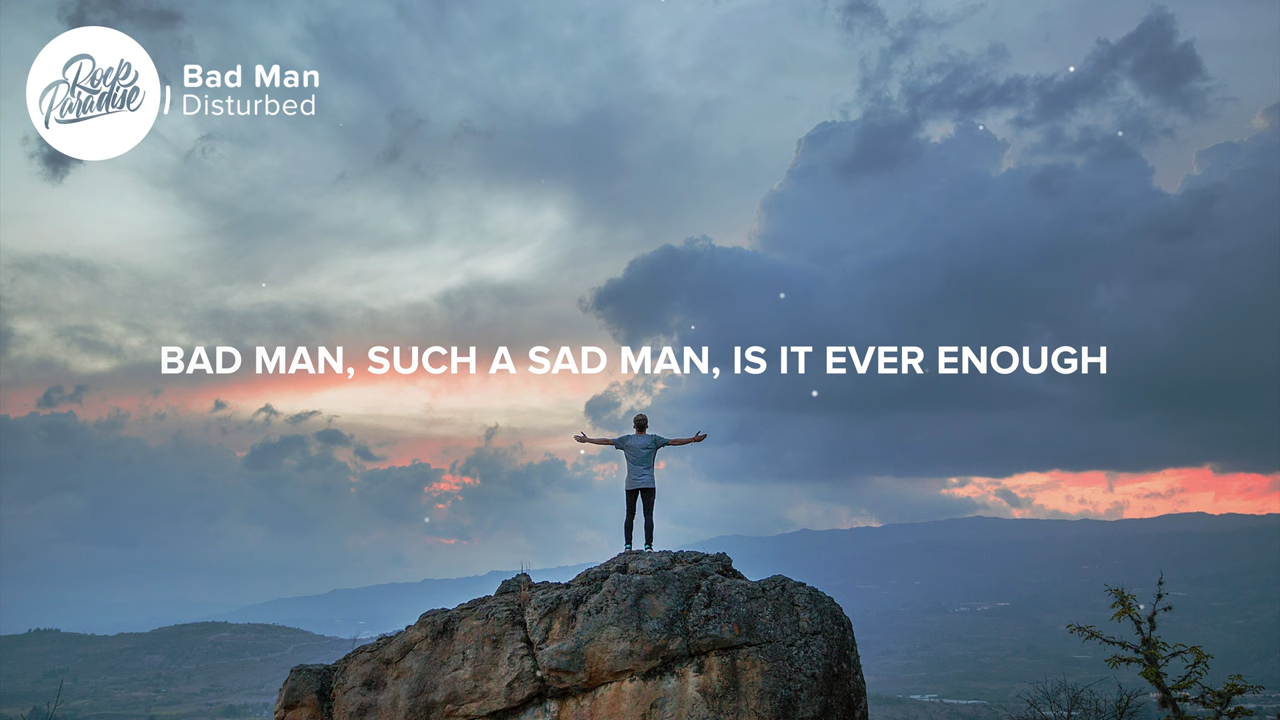 Rock
Paradise
Bad Man
Disturbed
BAD MAN, SUCH A SAD MAN, IS IT EVER ENOUGH